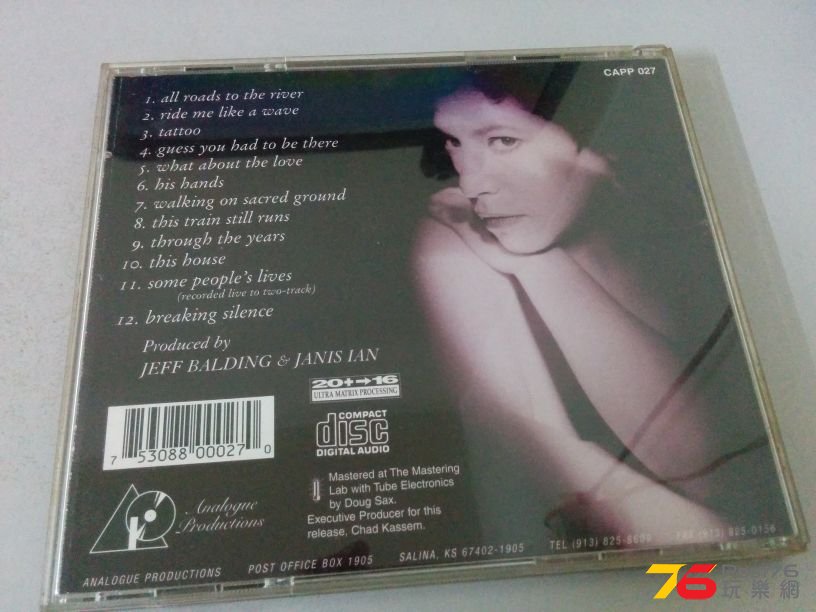 CAPP 027
1. all roads to the river
2. ride me like a wave
3. tattoo
4. guess you had to be there
5. what about the love
6. his hands
7. walking on sacred ground
8. this train still runs
9. through the years
10. this house
11. some people's lives
(recorded live to two-track)
12. breaking silence
Produced by
JEFF BALDING & JANIS IAN
20+→16
ULTRA MATRIX PROCESSING
COMPACT
disc
DIGITAL AUDIO
7 53088 00027 0
Mastered at The Mastering
Lab with Tube Electronics
by Doug Sax.
Executive Producer for this
release, Chad Kassem.
Analogue
Productions
ANALOGUE PRODUCTIONS POST OFFICE BOX 1905 SALINA, KS 67402-1905 TEL (913) 825-8609 FAX (913) 825-0156
76
玩樂網